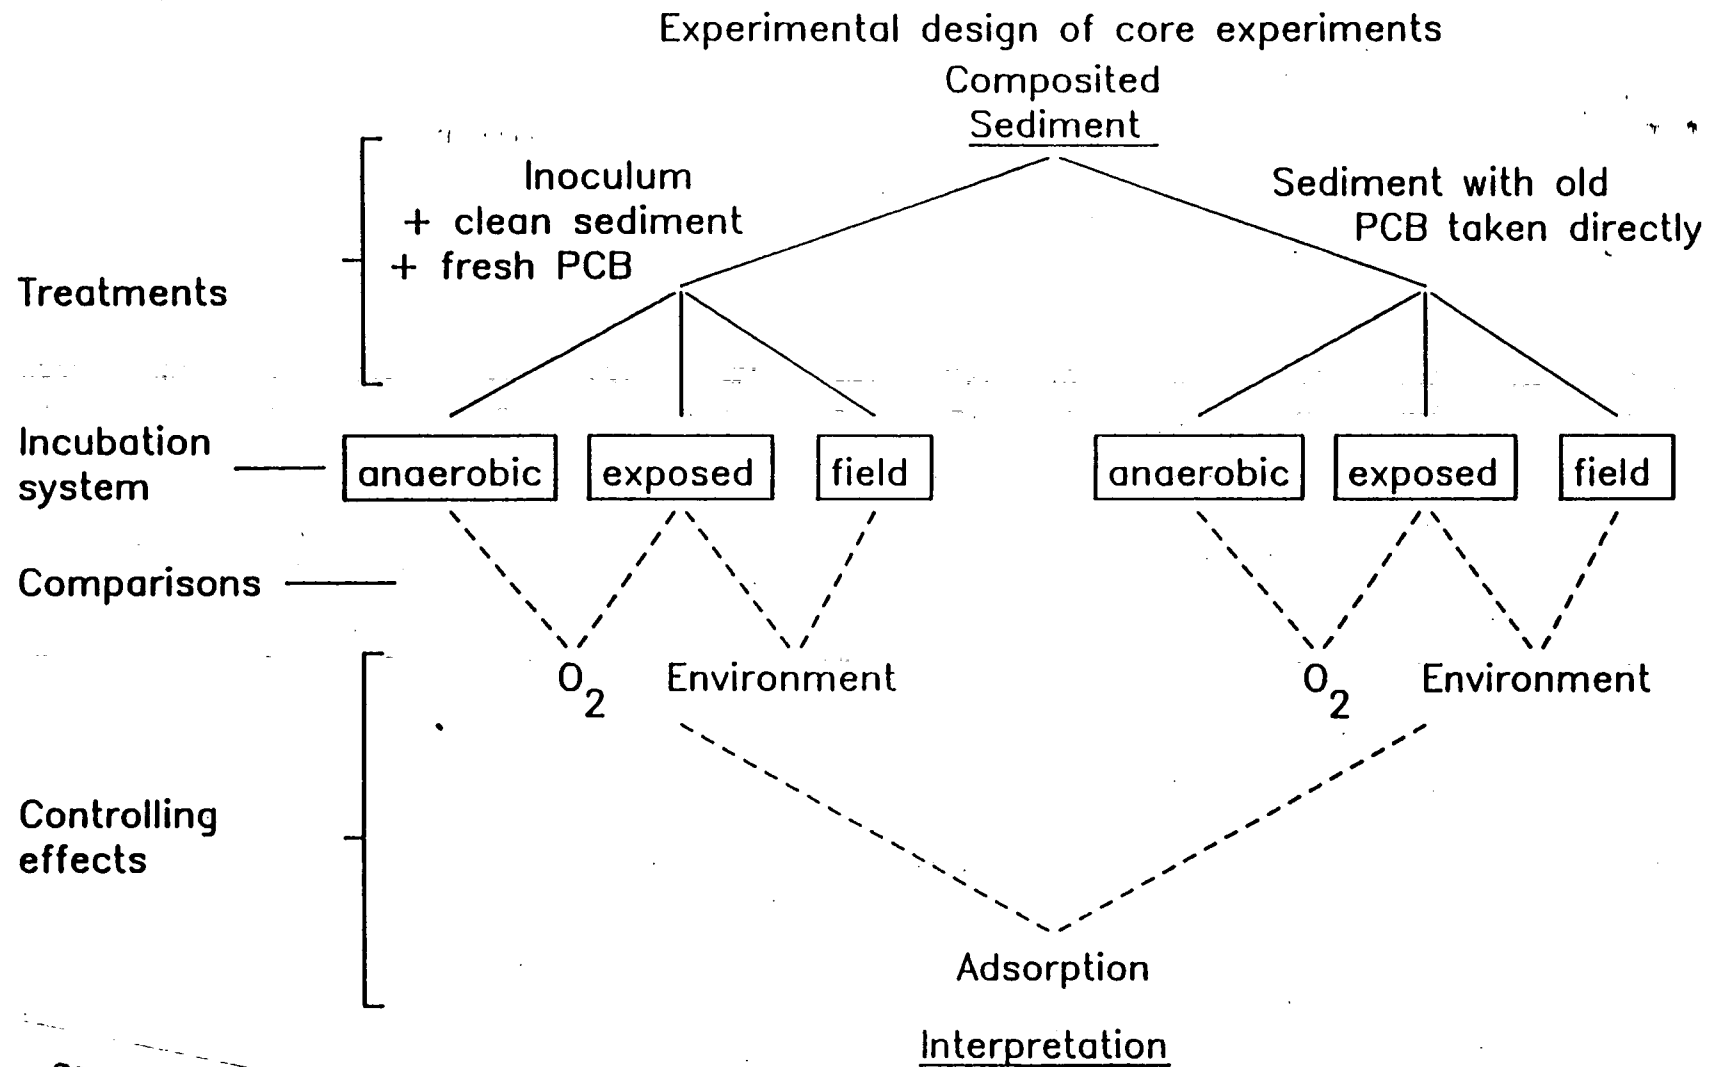 Experimental design of core experiments
Composited
Sediment
Inoculum
+ clean sediment
+ fresh PCB
Sediment with old
PCB taken directly
Treatments
Incubation
system
anaerobic
exposed
field
anaerobic
exposed
field
Comparisons
O2
Environment
O2
Environment
Controlling
effects
Adsorption
Interpretation